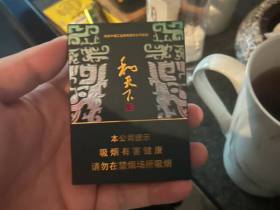 和天下
本公司提示
吸烟有害健康
请勿在禁烟场所吸烟